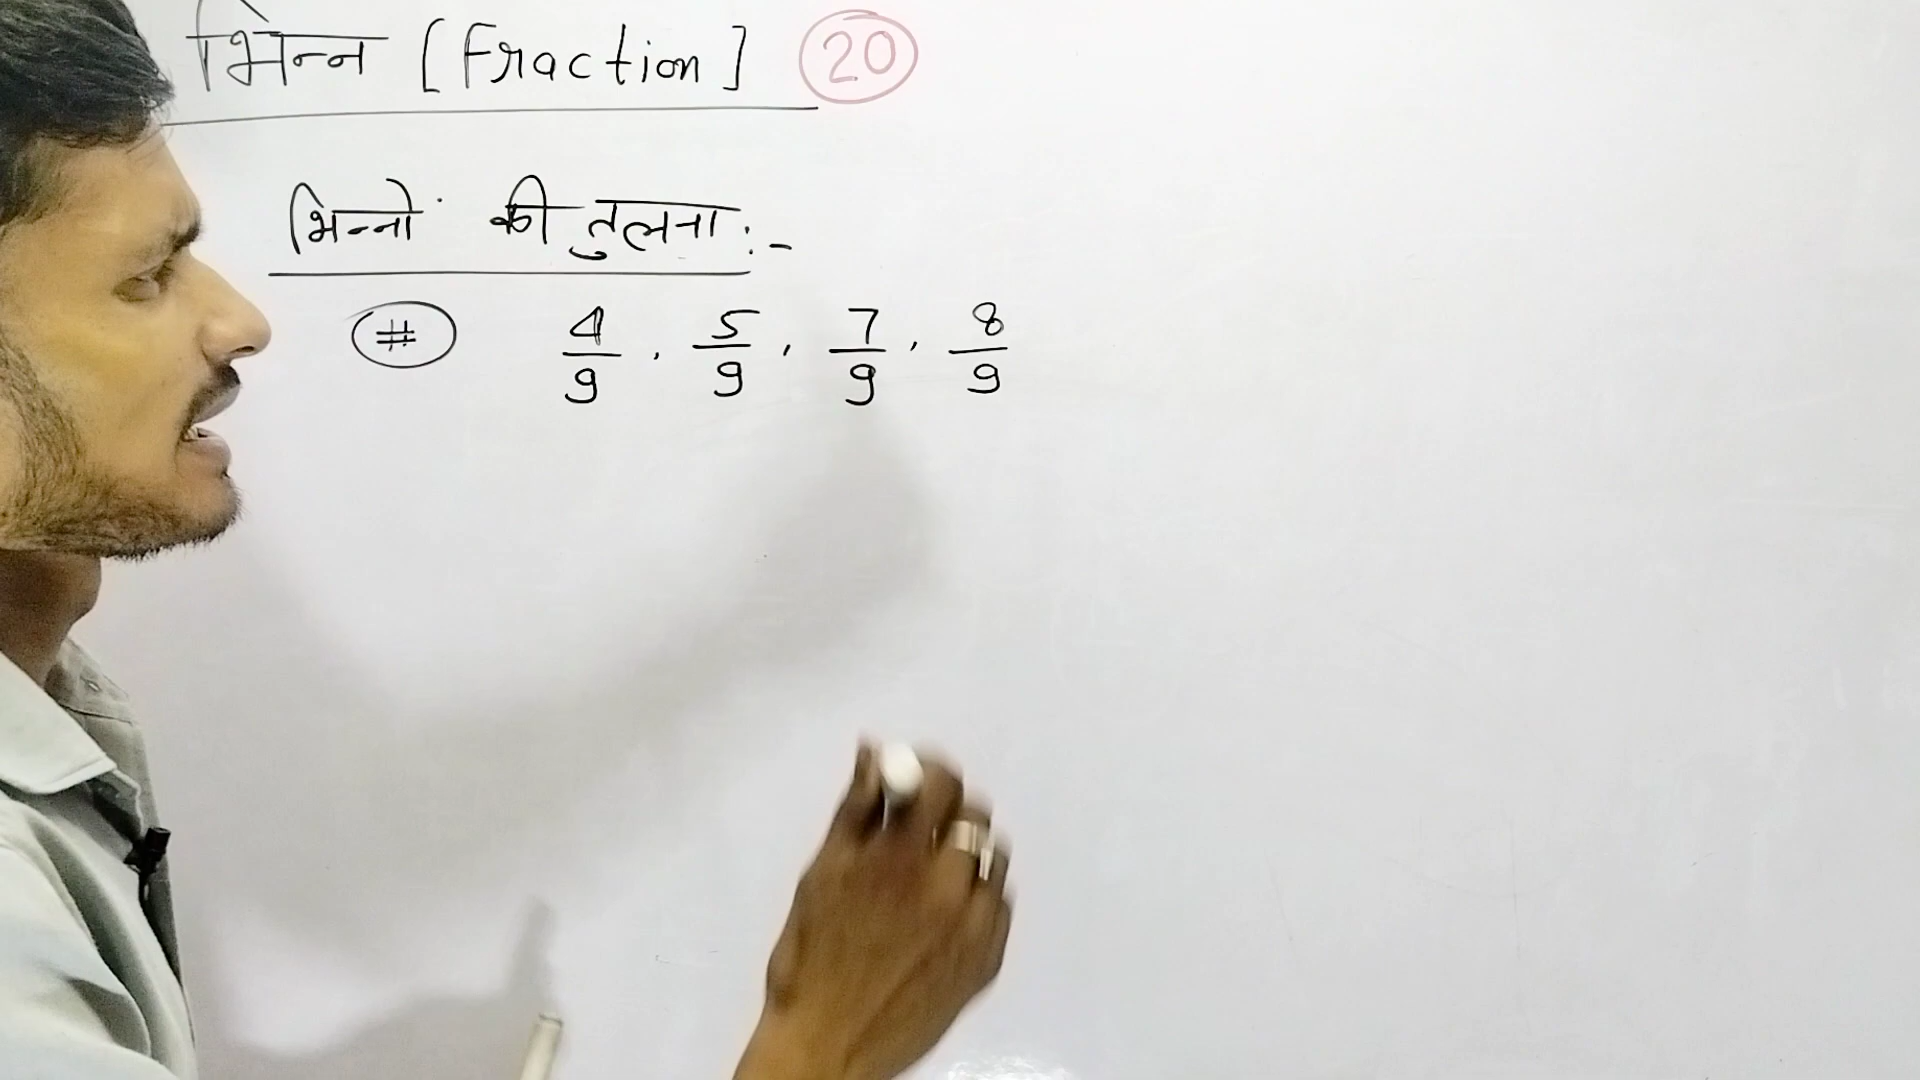 भिन्न [Fraction] 20
भिन्नों की तुलना :-
# 4/9, 5/9, 7/9, 8/9